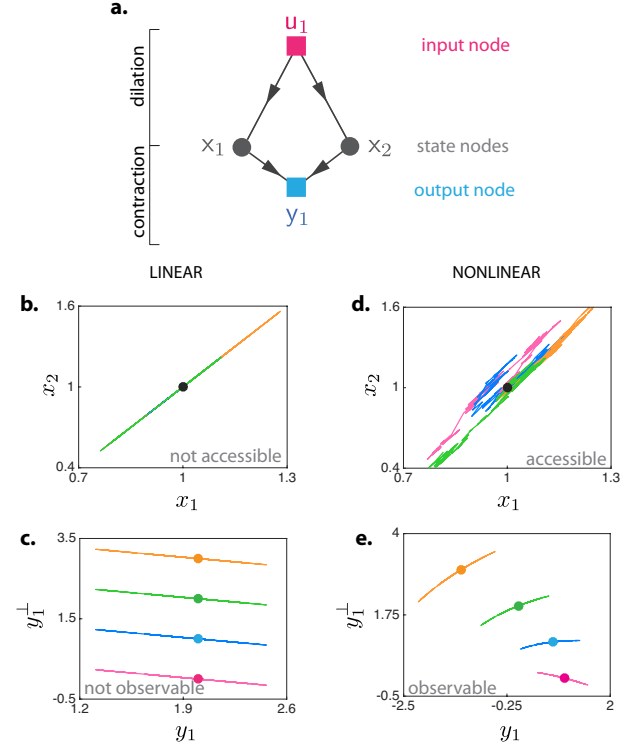 a.
u₁
input node
dilation
x₁
x₂
state nodes
contraction
output node
y₁
LINEAR
NONLINEAR
b.
1.6
x₂
1
0.4
not accessible
0.7
1
1.3
x₁
d.
1.6
x₂
1
0.4
accessible
0.7
1
1.3
x₁
c.
3.5
y₁⊥
1.5
-0.5
not observable
1.2
1.9
2.6
y₁
e.
4
y₁⊥
1.75
-0.5
observable
-2.5
-0.25
2
y₁